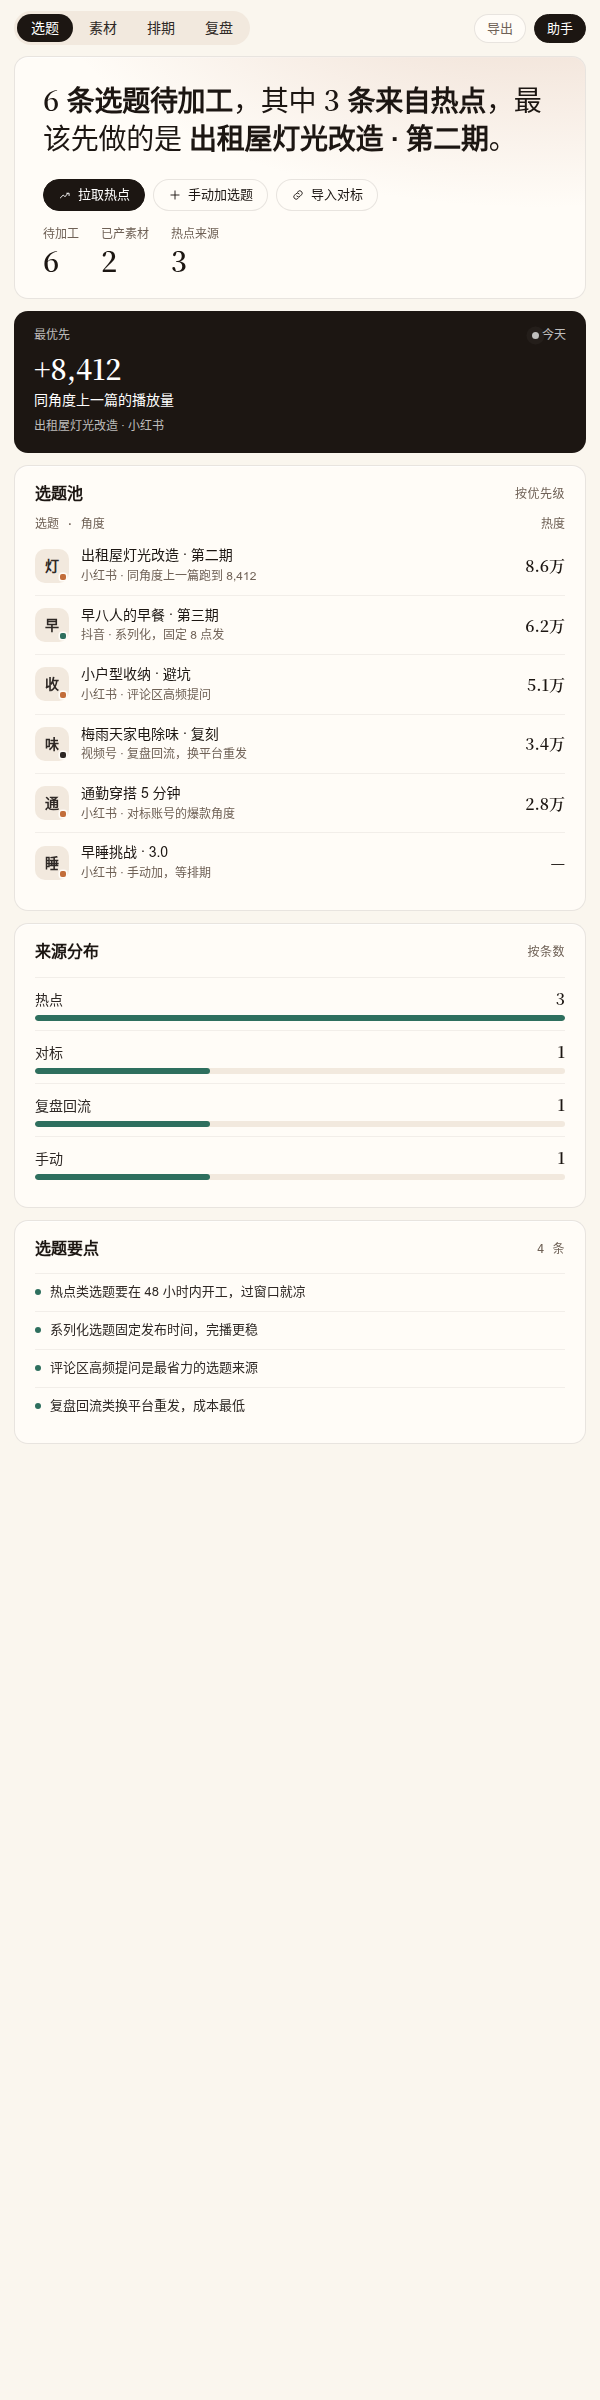 选题 素材 排期 复盘 导出 助手
6 条选题待加工，其中 3 条来自热点，最
该先做的是 出租屋灯光改造 · 第二期。
拉取热点 手动加选题 导入对标
待加工 已产素材 热点来源
6 2 3
最优先 今天
+8,412
同角度上一篇的播放量
出租屋灯光改造 · 小红书
选题池 按优先级
选题 · 角度 热度
灯 出租屋灯光改造 · 第二期 8.6万
小红书 · 同角度上一篇跑到 8,412
早 早八人的早餐 · 第三期 6.2万
抖音 · 系列化，固定 8 点发
收 小户型收纳 · 避坑 5.1万
小红书 · 评论区高频提问
味 梅雨天家电除味 · 复刻 3.4万
视频号 · 复盘回流，换平台重发
通 通勤穿搭 5 分钟 2.8万
小红书 · 对标账号的爆款角度
睡 早睡挑战 · 3.0 —
小红书 · 手动加，等排期
来源分布 按条数
热点 3
对标 1
复盘回流 1
手动 1
选题要点 4 条
热点类选题要在 48 小时内开工，过窗口就凉
系列化选题固定发布时间，完播更稳
评论区高频提问是最省力的选题来源
复盘回流类换平台重发，成本最低